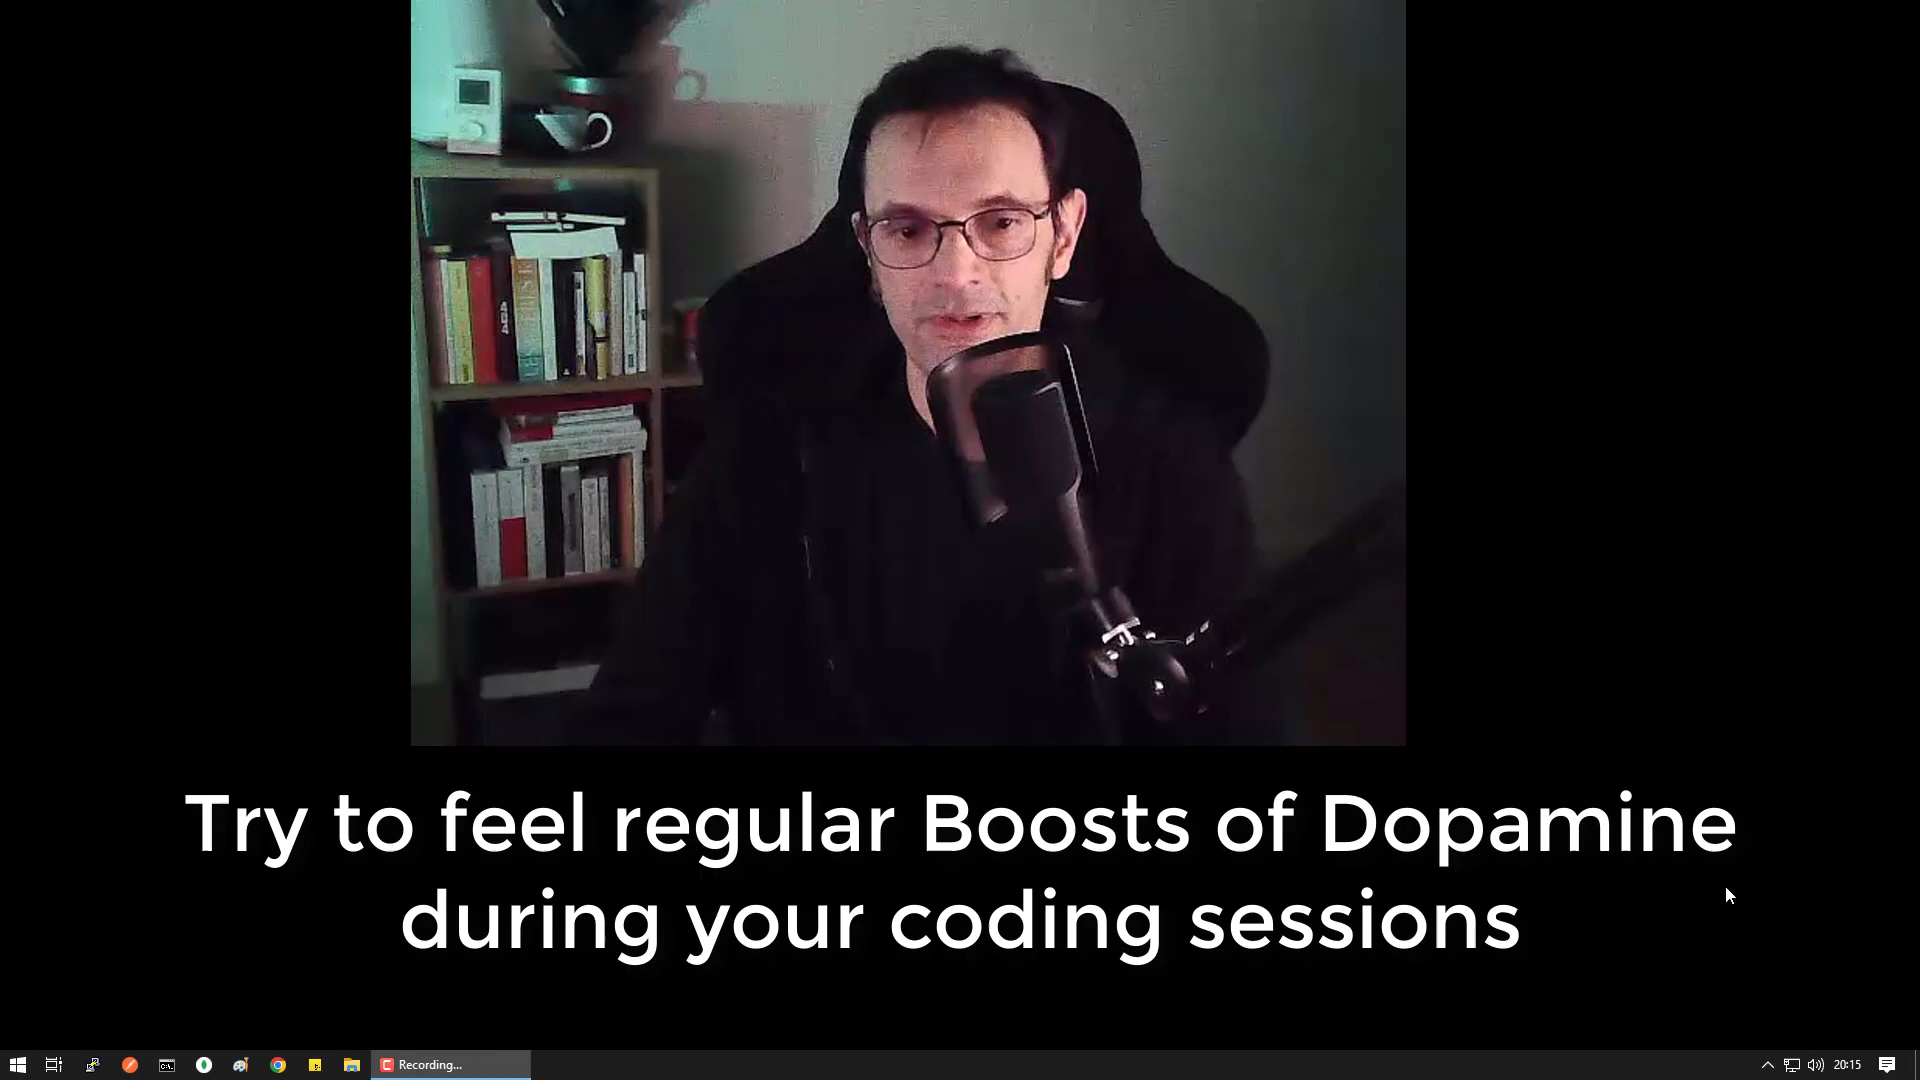 Try to feel regular Boosts of Dopamine
during your coding sessions
Recording...
20:15